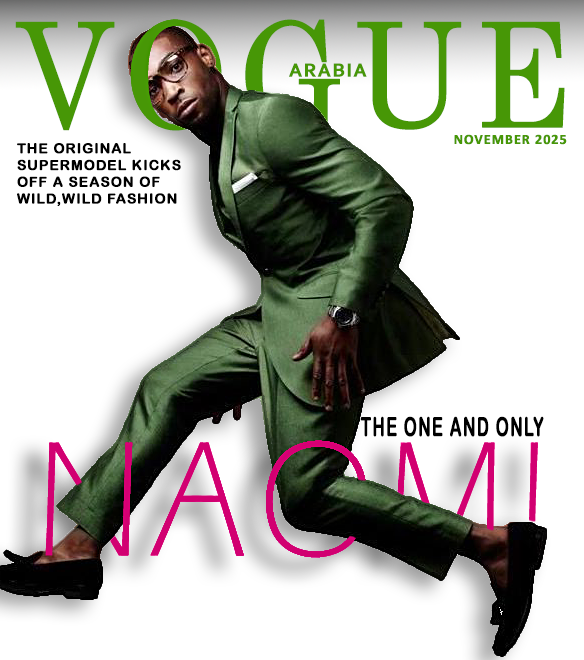 VOGUE
ARABIA
NOVEMBER 2025
THE ORIGINAL
SUPERMODEL KICKS
OFF A SEASON OF
WILD,WILD FASHION
THE ONE AND ONLY
NAOMI